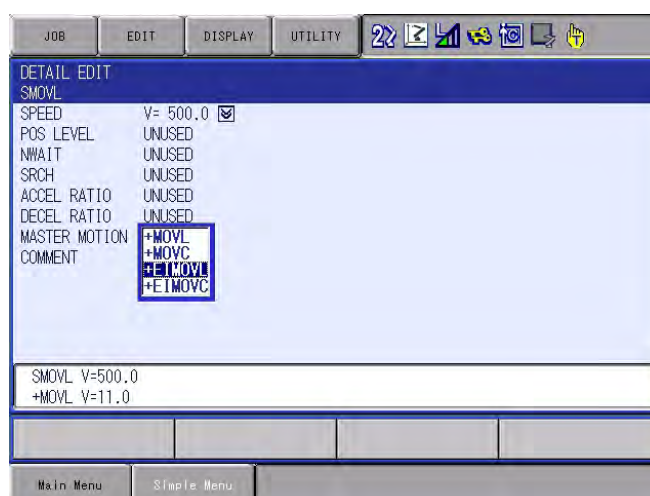 JOB EDIT DISPLAY UTILITY
DETAIL EDIT
SMOVL
SPEED V= 500.0
POS LEVEL UNUSED
NWAIT UNUSED
SRCH UNUSED
ACCEL RATIO UNUSED
DECEL RATIO UNUSED
MASTER MOTION +MOVL
COMMENT +MOVC
+EIMOVL
+EIMOVC
SMOVL V=500.0
+MOVL V=11.0
Main Menu Simple Menu